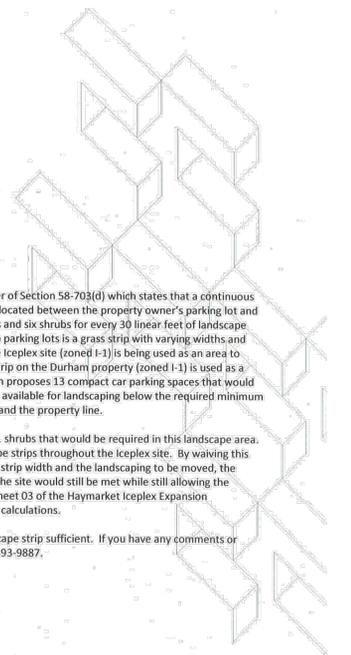 r of Section 58-703(d) which states that a continuous
located between the property owner's parking lot and
s and six shrubs for every 30 linear feet of landscape
parking lots is a grass strip with varying widths and
e Iceplex site (zoned I-1) is being used as an area to
rip on the Durham property (zoned I-1) is used as a
n proposes 13 compact car parking spaces that would
available for landscaping below the required minimum
and the property line.
shrubs that would be required in this landscape area.
pe strips throughout the Iceplex site. By waiving this
strip width and the landscaping to be moved, the
he site would still be met while still allowing the
heet 03 of the Haymarket Iceplex Expansion
calculations.
cape strip sufficient. If you have any comments or
93-9887.